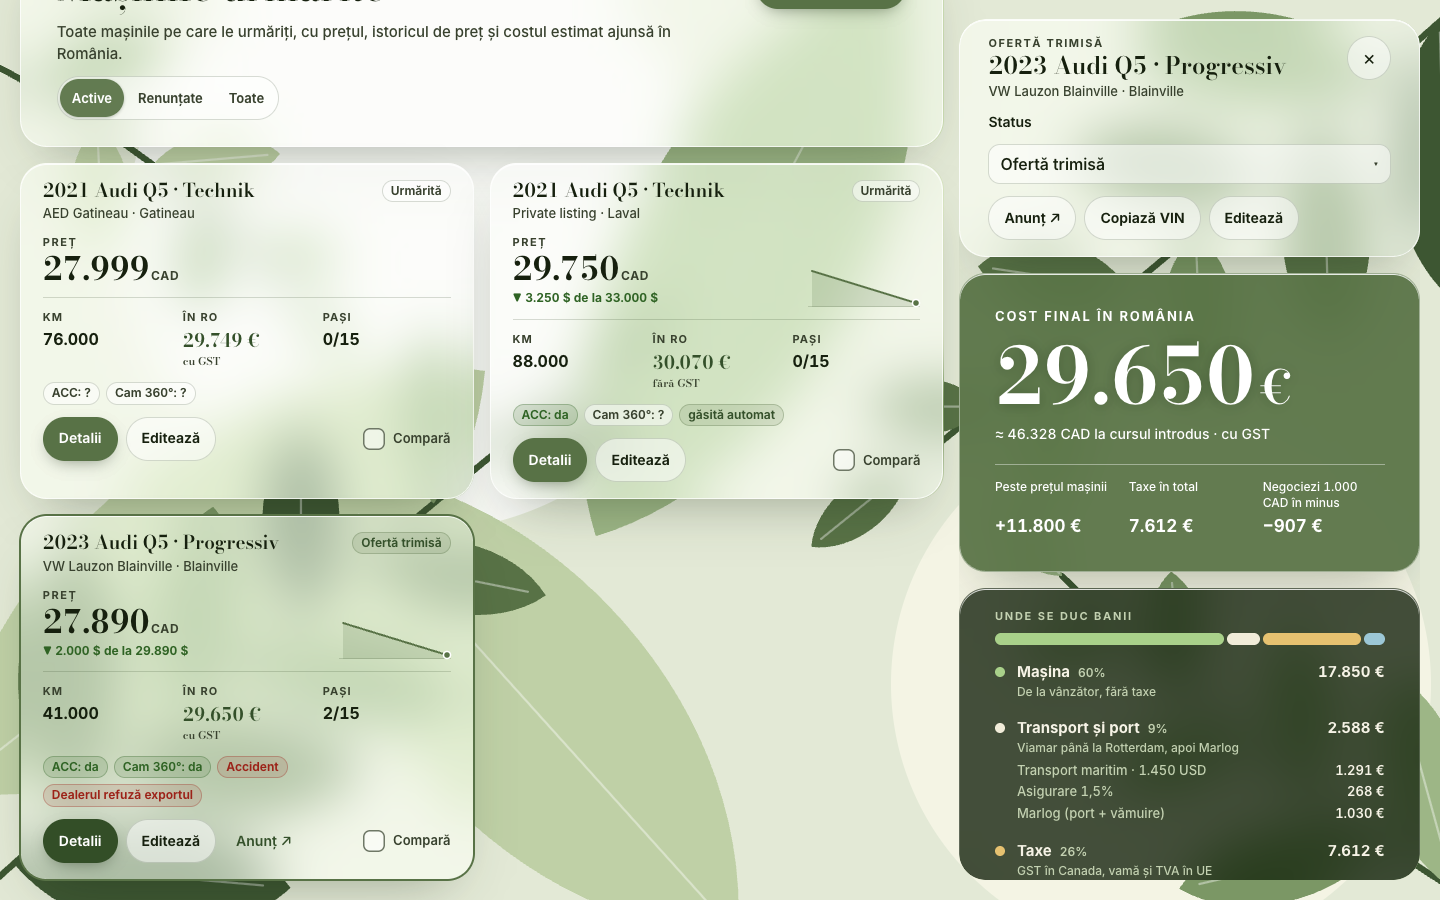 Toate mașinile pe care le urmăriți, cu prețul, istoricul de preț și costul estimat ajunsă în
România.
Active Renunțate Toate
2021 Audi Q5 · Technik
Urmărită
AED Gatineau · Gatineau
PREȚ
27.999 CAD
KM ÎN RO PAȘI
76.000 29.749 € 0/15
cu GST
ACC: ? Cam 360°: ?
Detalii Editează Compară
2021 Audi Q5 · Technik
Urmărită
Private listing · Laval
PREȚ
29.750 CAD
▼ 3.250 $ de la 33.000 $
KM ÎN RO PAȘI
88.000 30.070 € 0/15
fără GST
ACC: da Cam 360°: ? găsită automat
Detalii Editează Compară
2023 Audi Q5 · Progressiv
Ofertă trimisă
VW Lauzon Blainville · Blainville
PREȚ
27.890 CAD
▼ 2.000 $ de la 29.890 $
KM ÎN RO PAȘI
41.000 29.650 € 2/15
cu GST
ACC: da Cam 360°: da Accident
Dealerul refuză exportul
Detalii Editează Anunț ↗ Compară
OFERTĂ TRIMISĂ
2023 Audi Q5 · Progressiv
×
VW Lauzon Blainville · Blainville
Status
Ofertă trimisă
Anunț ↗ Copiază VIN Editează
COST FINAL ÎN ROMÂNIA
29.650 €
≈ 46.328 CAD la cursul introdus · cu GST
Peste prețul mașinii Taxe în total Negociezi 1.000
CAD în minus
+11.800 € 7.612 € −907 €
UNDE SE DUC BANII
Mașina 60% 17.850 €
De la vânzător, fără taxe
Transport și port 9% 2.588 €
Viamar până la Rotterdam, apoi Marlog
Transport maritim · 1.450 USD 1.291 €
Asigurare 1,5% 268 €
Marlog (port + vămuire) 1.030 €
Taxe 26% 7.612 €
GST în Canada, vamă și TVA în UE